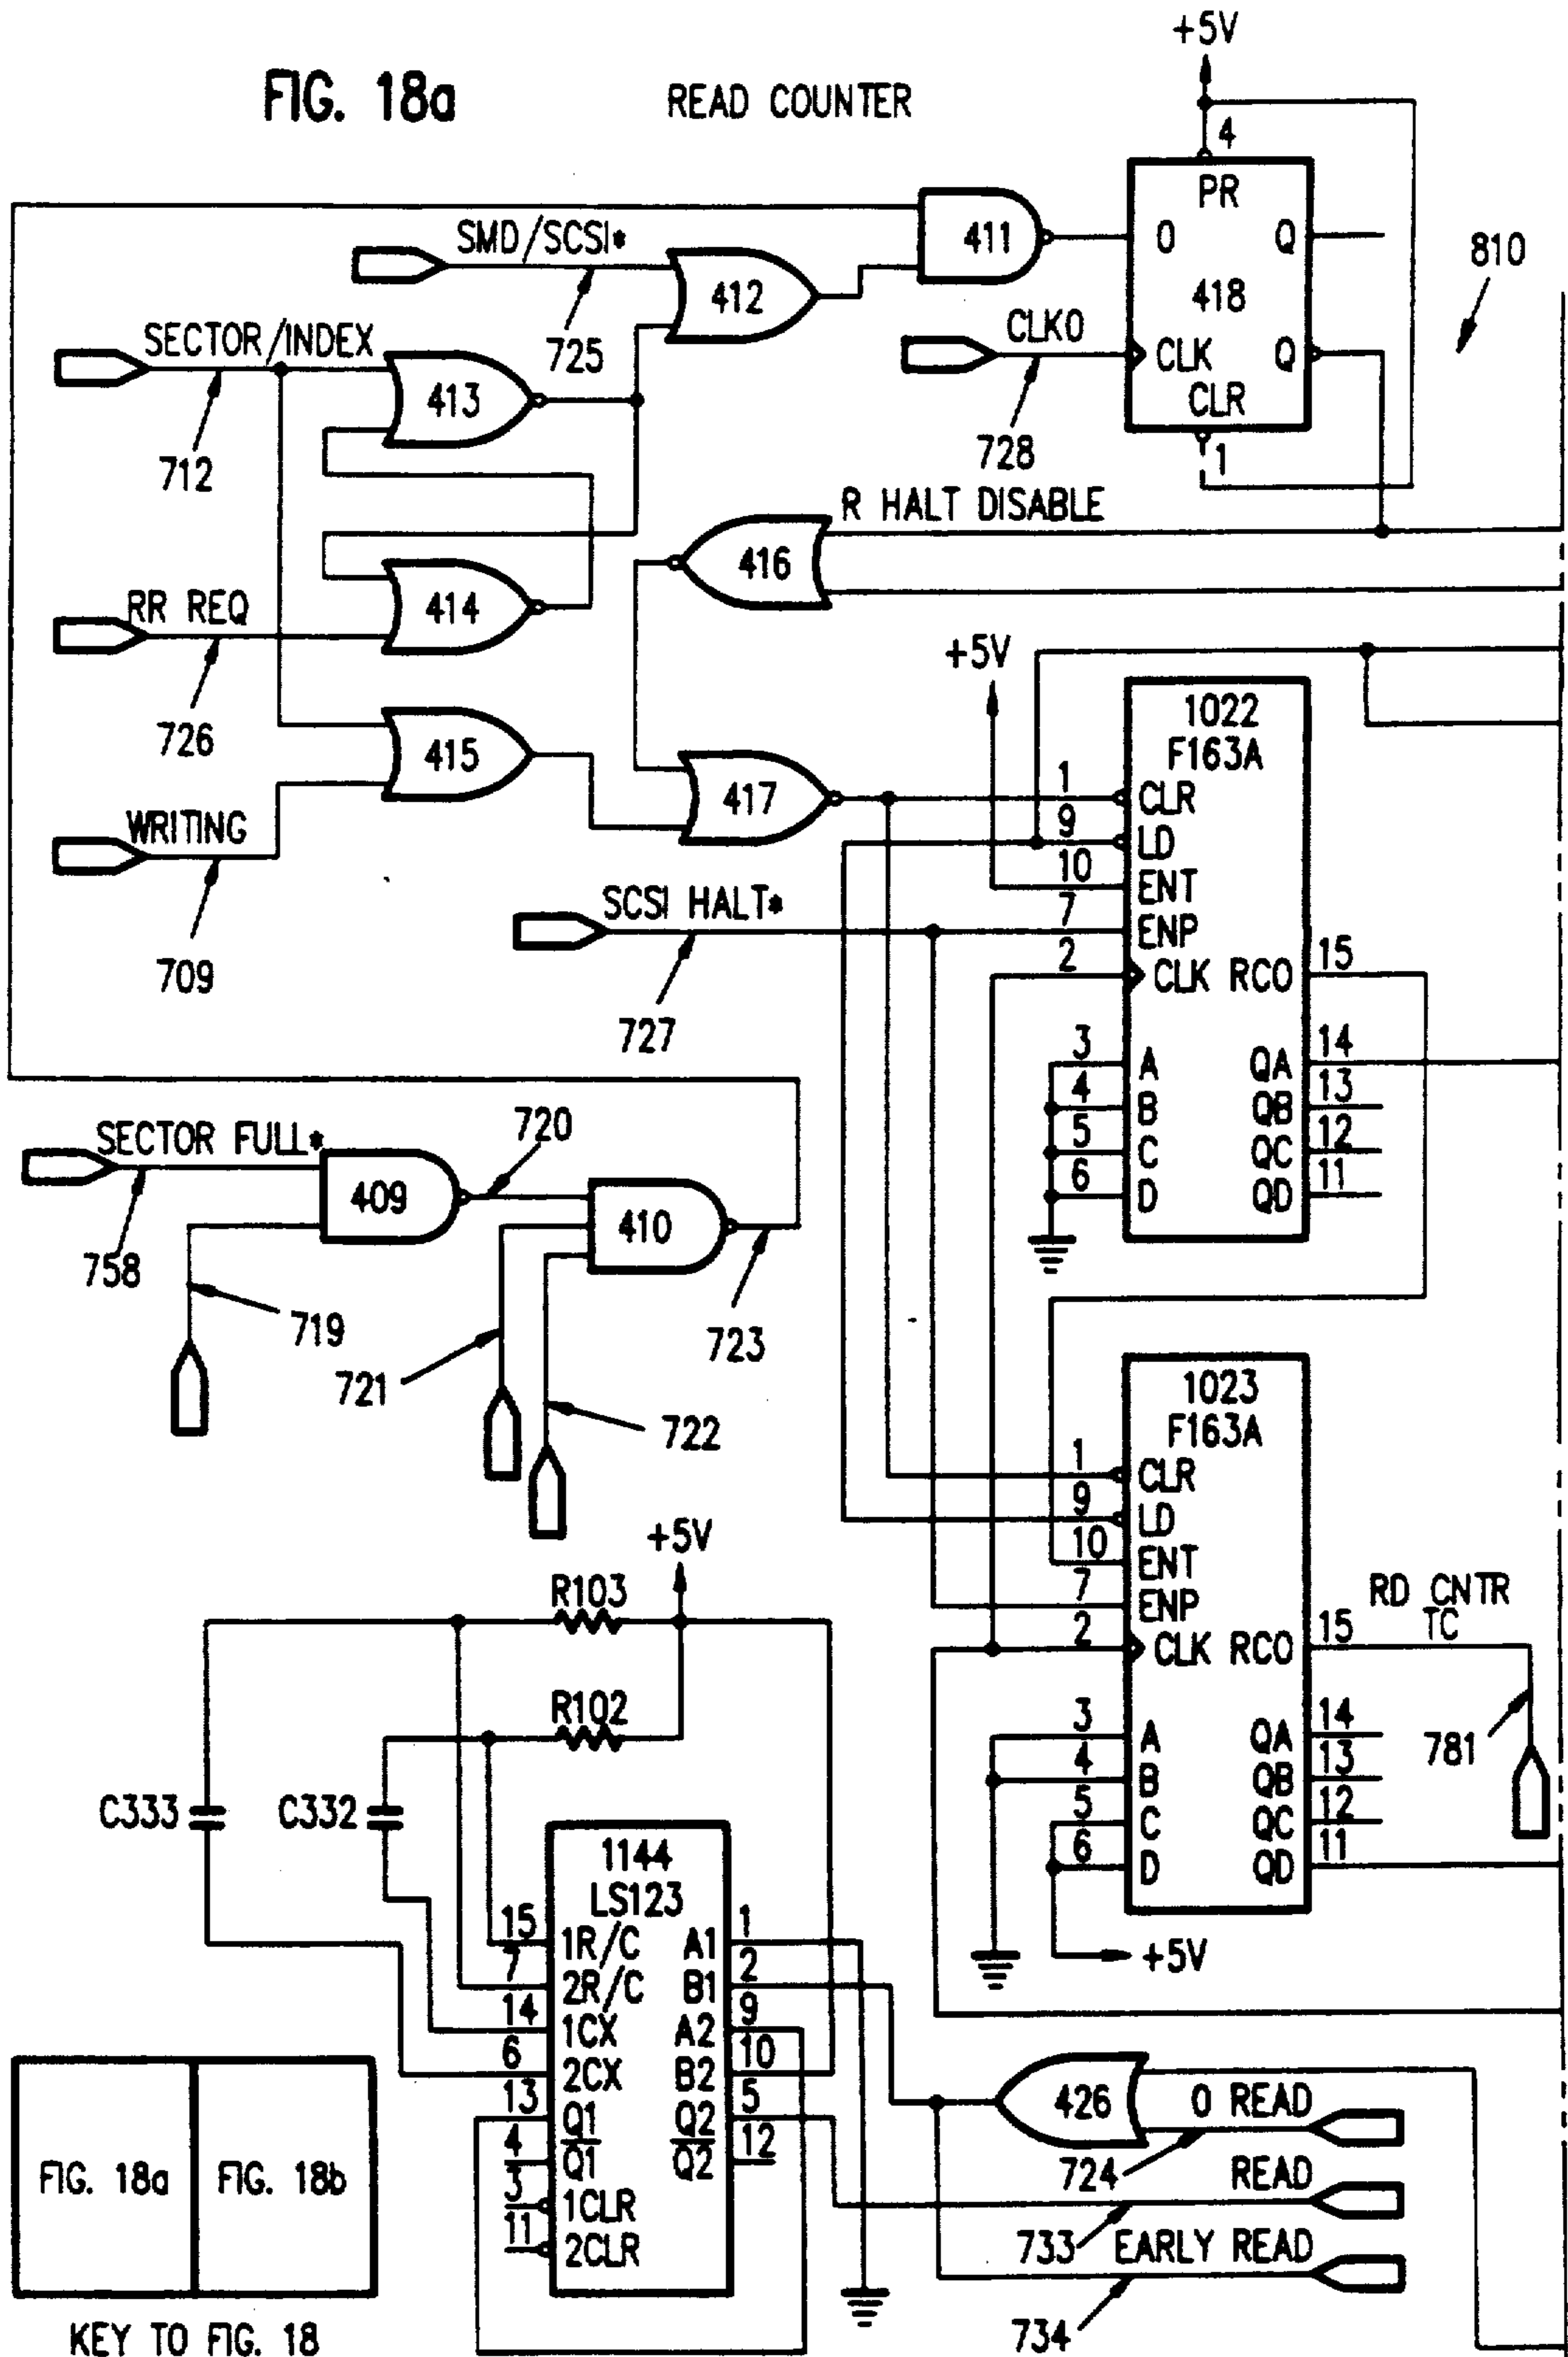 FIG. 18a
READ COUNTER
+5V
4
PR
O Q
418
CLK Q
CLR
1
810
411
SMD/SCSI*
412
725
CLK0
728
SECTOR/INDEX
413
712
R HALT DISABLE
416
RR REQ
414
726
415
417
WRITING
709
+5V
1022
F163A
1 CLR
9 LD
10 ENT
7 ENP
2 CLK RCO 15
3 A QA 14
4 B QB 13
5 C QC 12
6 D QD 11
SCSI HALT*
727
SECTOR FULL*
409
720
410
758
719
721
722
723
1023
F163A
1 CLR
9 LD
10 ENT
7 ENP
2 CLK RCO 15
RD CNTR
TC
781
3 A QA 14
4 B QB 13
5 C QC 12
6 D QD 11
+5V
+5V
R103
R102
C333
C332
1144
LS123
15 1R/C A1 1
7 2R/C B1 2
14 1CX A2 9
6 2CX B2 10
13 Q1 Q2 5
4 Q1 Q2 12
3 1CLR
11 2CLR
426
O READ
724
READ
733
EARLY READ
734
FIG. 18a
FIG. 18b
KEY TO FIG. 18